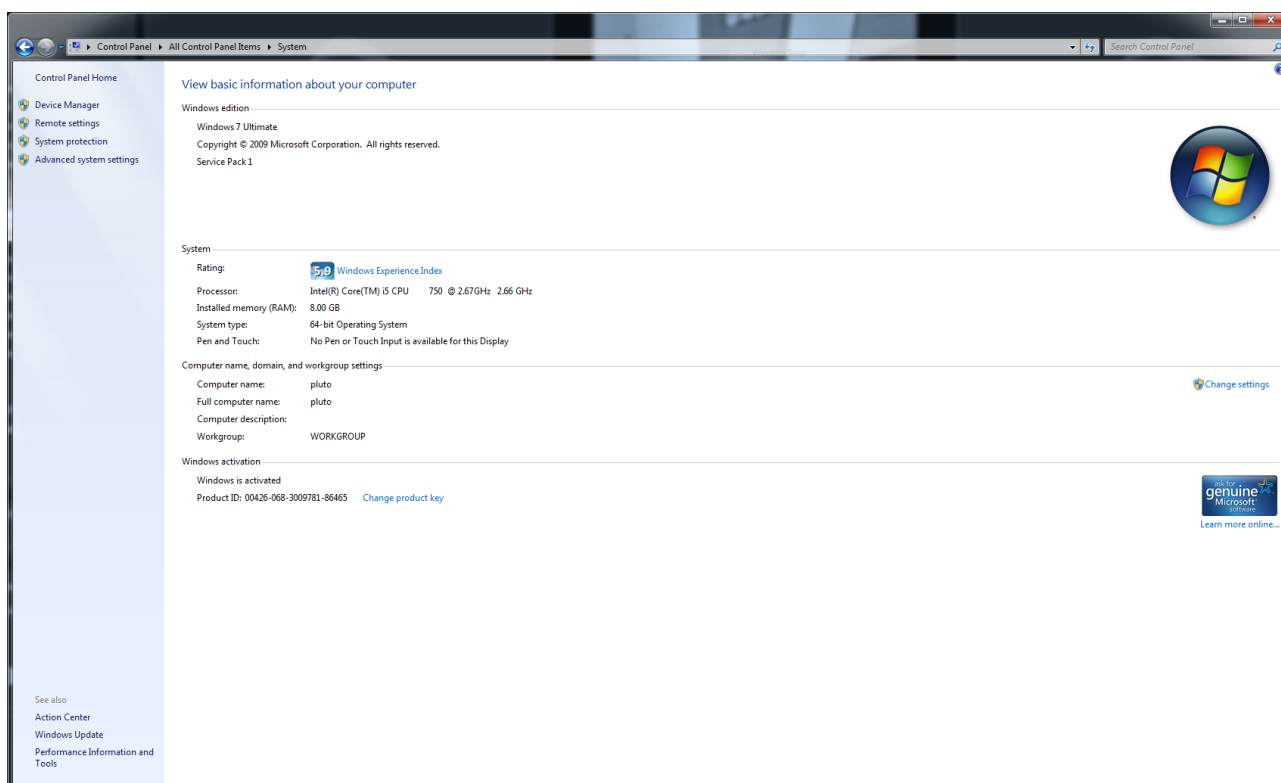 Control Panel ▸ All Control Panel Items ▸ System
Search Control Panel
Control Panel Home
Device Manager
Remote settings
System protection
Advanced system settings
View basic information about your computer
Windows edition
Windows 7 Ultimate
Copyright © 2009 Microsoft Corporation. All rights reserved.
Service Pack 1
System
Rating: 5,9 Windows Experience Index
Processor: Intel(R) Core(TM) i5 CPU 750 @ 2.67GHz 2.66 GHz
Installed memory (RAM): 8.00 GB
System type: 64-bit Operating System
Pen and Touch: No Pen or Touch Input is available for this Display
Computer name, domain, and workgroup settings
Computer name: pluto
Change settings
Full computer name: pluto
Computer description:
Workgroup: WORKGROUP
Windows activation
Windows is activated
Product ID: 00426-068-3009781-86465 Change product key
ask for
genuine
Microsoft
software
Learn more online...
See also
Action Center
Windows Update
Performance Information and
Tools